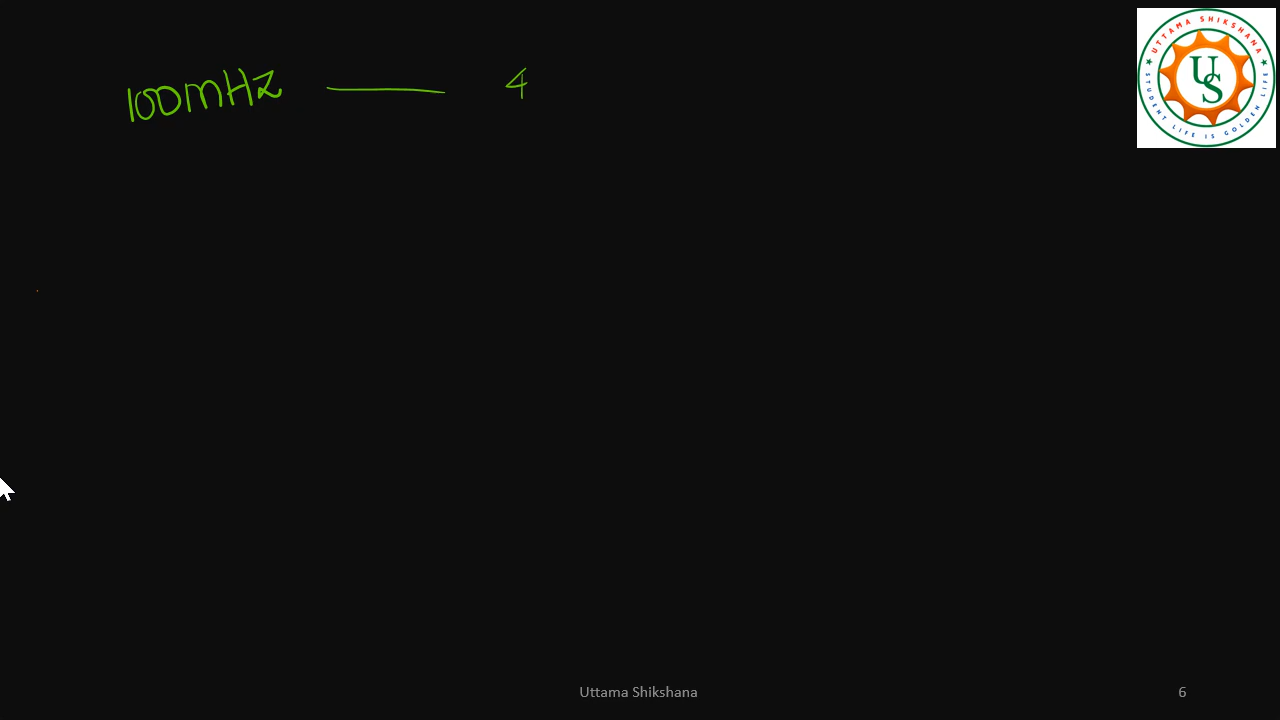 100mHz — 4
UTTAMA SHIKSHANA
US
STUDENT LIFE IS GOLDEN LIFE
Uttama Shikshana
6